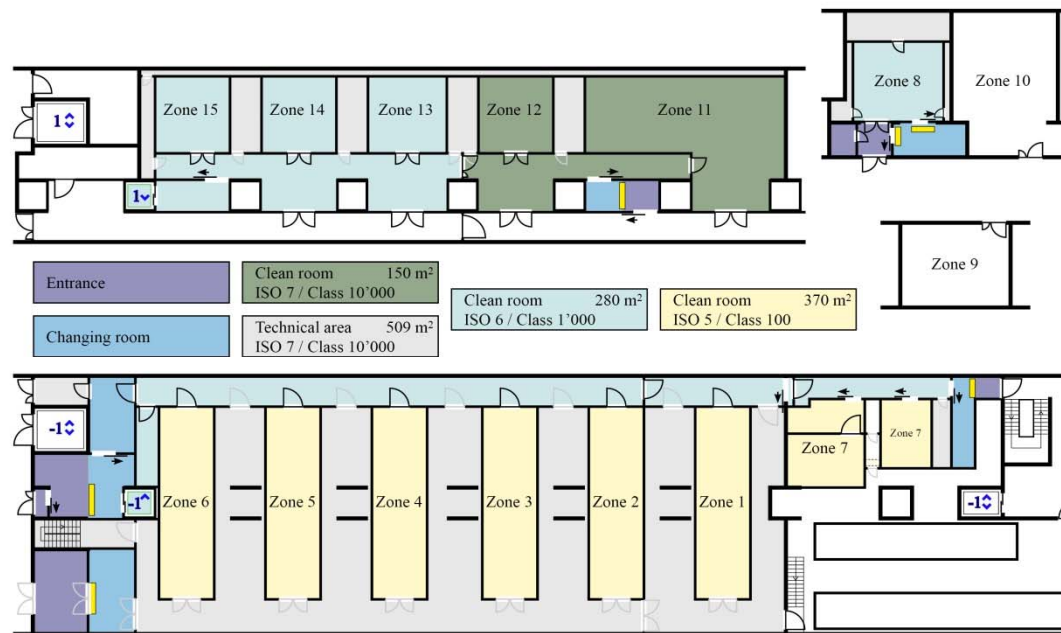 Zone 8
Zone 10
Zone 15
Zone 14
Zone 13
Zone 12
Zone 11
1
1
Zone 9
Entrance
Clean room 150 m²
ISO 7 / Class 10’000
Clean room 280 m²
ISO 6 / Class 1’000
Clean room 370 m²
ISO 5 / Class 100
Changing room
Technical area 509 m²
ISO 7 / Class 10’000
-1
Zone 7
Zone 7
Zone 6
Zone 5
Zone 4
Zone 3
Zone 2
Zone 1
-1
-1